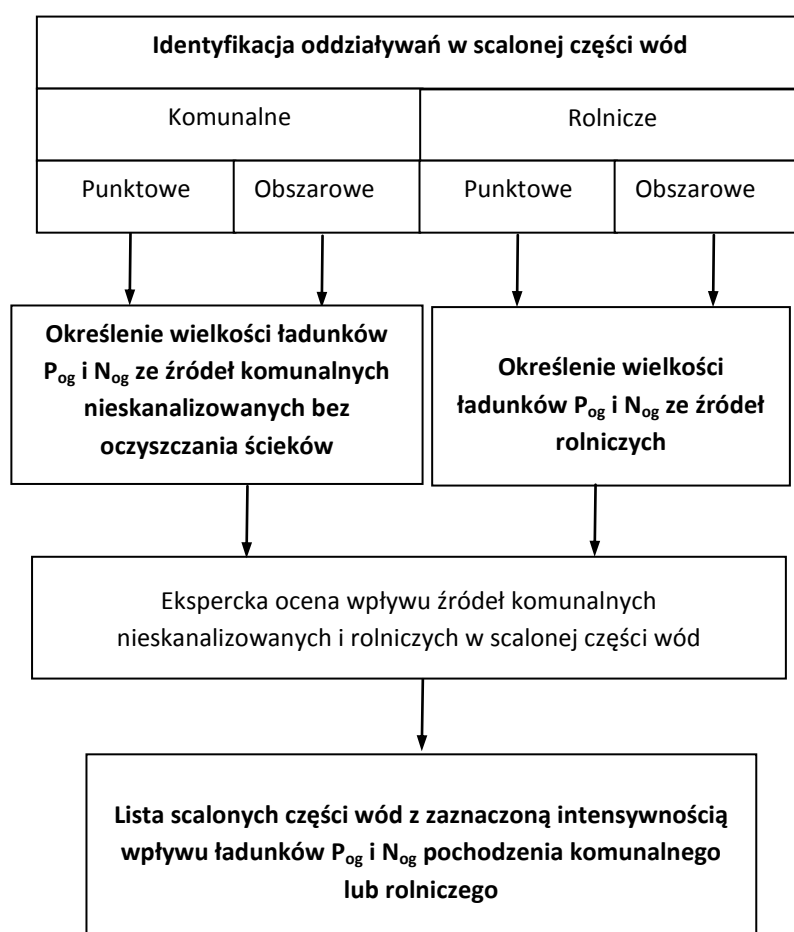 Identyfikacja oddziaływań w scalonej części wód
Komunalne
Rolnicze
Punktowe
Obszarowe
Punktowe
Obszarowe
Określenie wielkości ładunków
Pog i Nog ze źródeł komunalnych
nieskanalizowanych bez
oczyszczania ścieków
Określenie wielkości
ładunków Pog i Nog ze źródeł
rolniczych
Ekspercka ocena wpływu źródeł komunalnych
nieskanalizowanych i rolniczych w scalonej części wód
Lista scalonych części wód z zaznaczoną intensywnością
wpływu ładunków Pog i Nog pochodzenia komunalnego
lub rolniczego